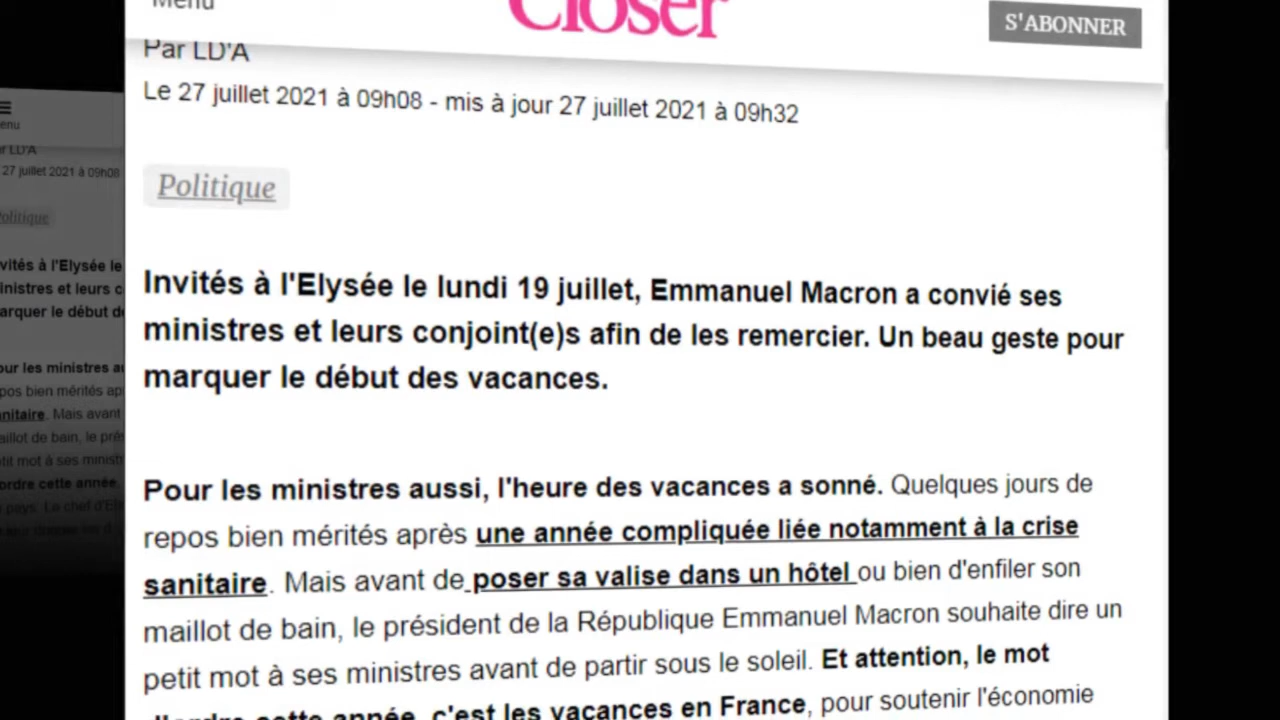 Menu
Closer
S'ABONNER
Par LD'A
Le 27 juillet 2021 à 09h08 - mis à jour 27 juillet 2021 à 09h32
Politique
Invités à l'Elysée le lundi 19 juillet, Emmanuel Macron a convié ses
ministres et leurs conjoint(e)s afin de les remercier. Un beau geste pour
marquer le début des vacances.
Pour les ministres aussi, l'heure des vacances a sonné. Quelques jours de
repos bien mérités après une année compliquée liée notamment à la crise
sanitaire. Mais avant de poser sa valise dans un hôtel ou bien d'enfiler son
maillot de bain, le président de la République Emmanuel Macron souhaite dire un
petit mot à ses ministres avant de partir sous le soleil. Et attention, le mot
d'ordre cette année, c'est les vacances en France, pour soutenir l'économie